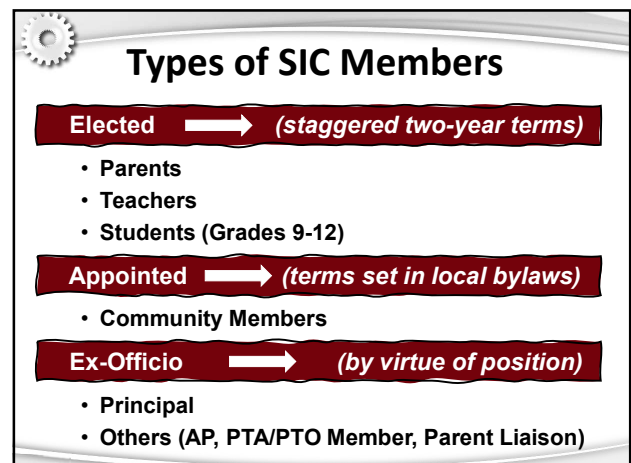 Types of SIC Members
Elected (staggered two-year terms)
• Parents
• Teachers
• Students (Grades 9-12)
Appointed (terms set in local bylaws)
• Community Members
Ex-Officio (by virtue of position)
• Principal
• Others (AP, PTA/PTO Member, Parent Liaison)